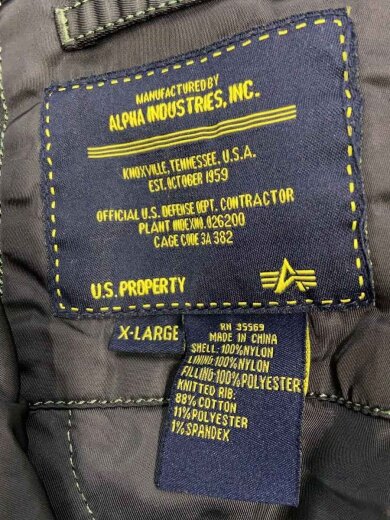 MANUFACTURED BY
ALPHA INDUSTRIES, INC.
KNOXVILLE, TENNESSEE, U.S.A.
EST. OCTOBER 1959
OFFICIAL U.S. DEFENSE DEPT. CONTRACTOR
PLANT INDEX NO. 026200
CAGE CODE 3A 382
U.S. PROPERTY
X-LARGE
RN 35569
MADE IN CHINA
SHELL: 100% NYLON
LINING: 100% NYLON
FILLING: 100% POLYESTER
KNITTED RIB:
88% COTTON
11% POLYESTER
1% SPANDEX